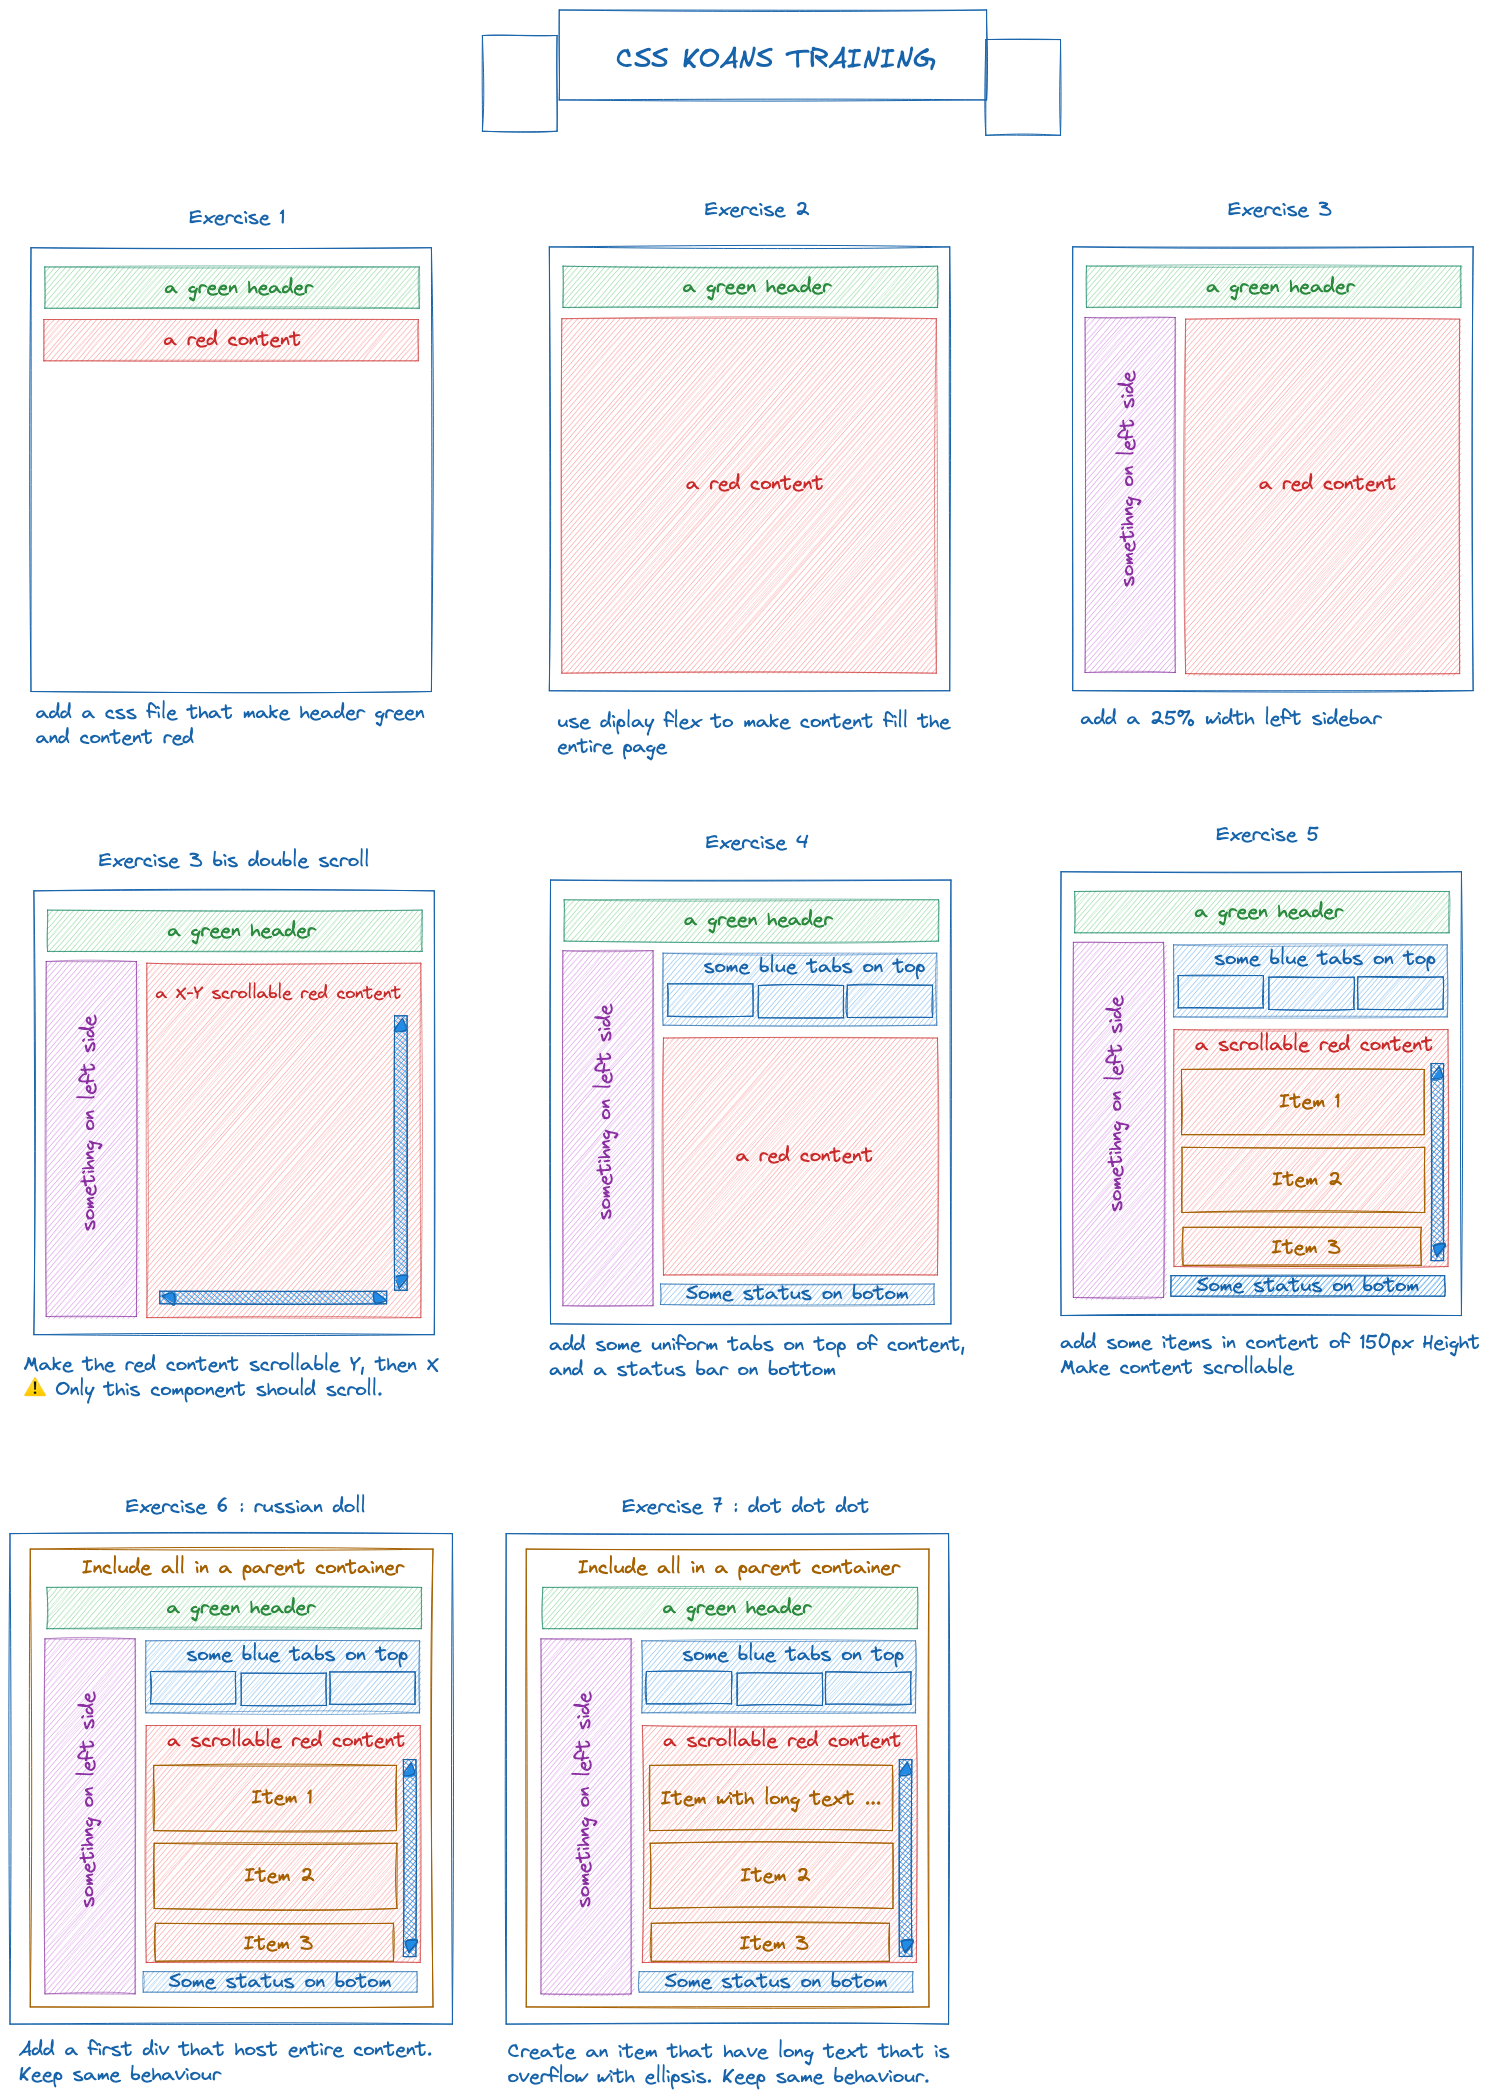 CSS KOANS TRAINING
Exercise 1
a green header
a red content
add a css file that make header green
and content red
Exercise 2
a green header
a red content
use diplay flex to make content fill the
entire page
Exercise 3
a green header
sometihng on left side
a red content
add a 25% width left sidebar
Exercise 3 bis double scroll
a green header
sometihng on left side
a X-Y scrollable red content
Make the red content scrollable Y, then X
⚠ Only this component should scroll.
Exercise 4
a green header
sometihng on left side
some blue tabs on top
a red content
Some status on botom
add some uniform tabs on top of content,
and a status bar on bottom
Exercise 5
a green header
sometihng on left side
some blue tabs on top
a scrollable red content
Item 1
Item 2
Item 3
Some status on botom
add some items in content of 150px Height
Make content scrollable
Exercise 6 : russian doll
Include all in a parent container
a green header
sometihng on left side
some blue tabs on top
a scrollable red content
Item 1
Item 2
Item 3
Some status on botom
Add a first div that host entire content.
Keep same behaviour
Exercise 7 : dot dot dot
Include all in a parent container
a green header
sometihng on left side
some blue tabs on top
a scrollable red content
Item with long text ...
Item 2
Item 3
Some status on botom
Create an item that have long text that is
overflow with ellipsis. Keep same behaviour.